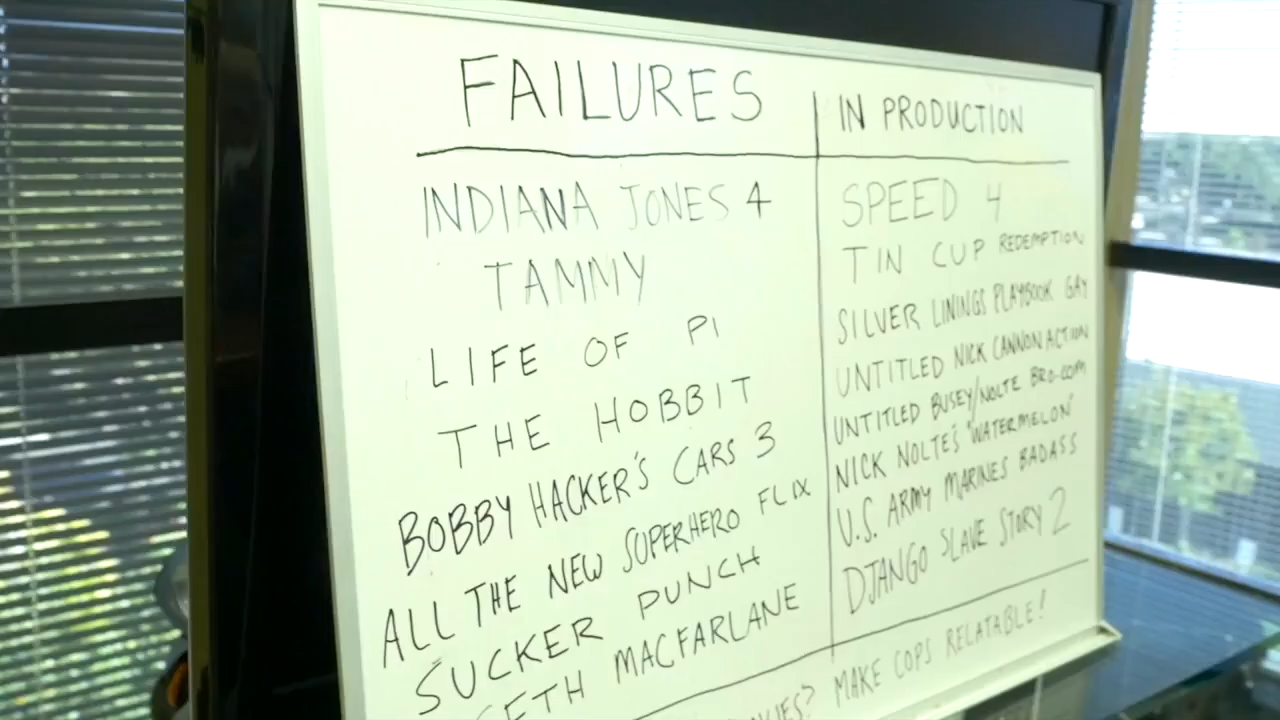 FAILURES
INDIANA JONES 4
TAMMY
LIFE OF PI
THE HOBBIT
BOBBY HACKER'S CARS 3
ALL THE NEW SUPERHERO FLIX
SUCKER PUNCH
SETH MACFARLANE
IN PRODUCTION
SPEED 4
TIN CUP REDEMPTION
SILVER LININGS PLAYBOOK GAY
UNTITLED NICK CANNON ACTION
UNTITLED BUSEY/NOLTE BRO-COM
NICK NOLTE'S "WATERMELON"
U.S. ARMY MARINES BADASS
DJANGO SLAVE STORY 2
MAKE COPS RELATABLE!